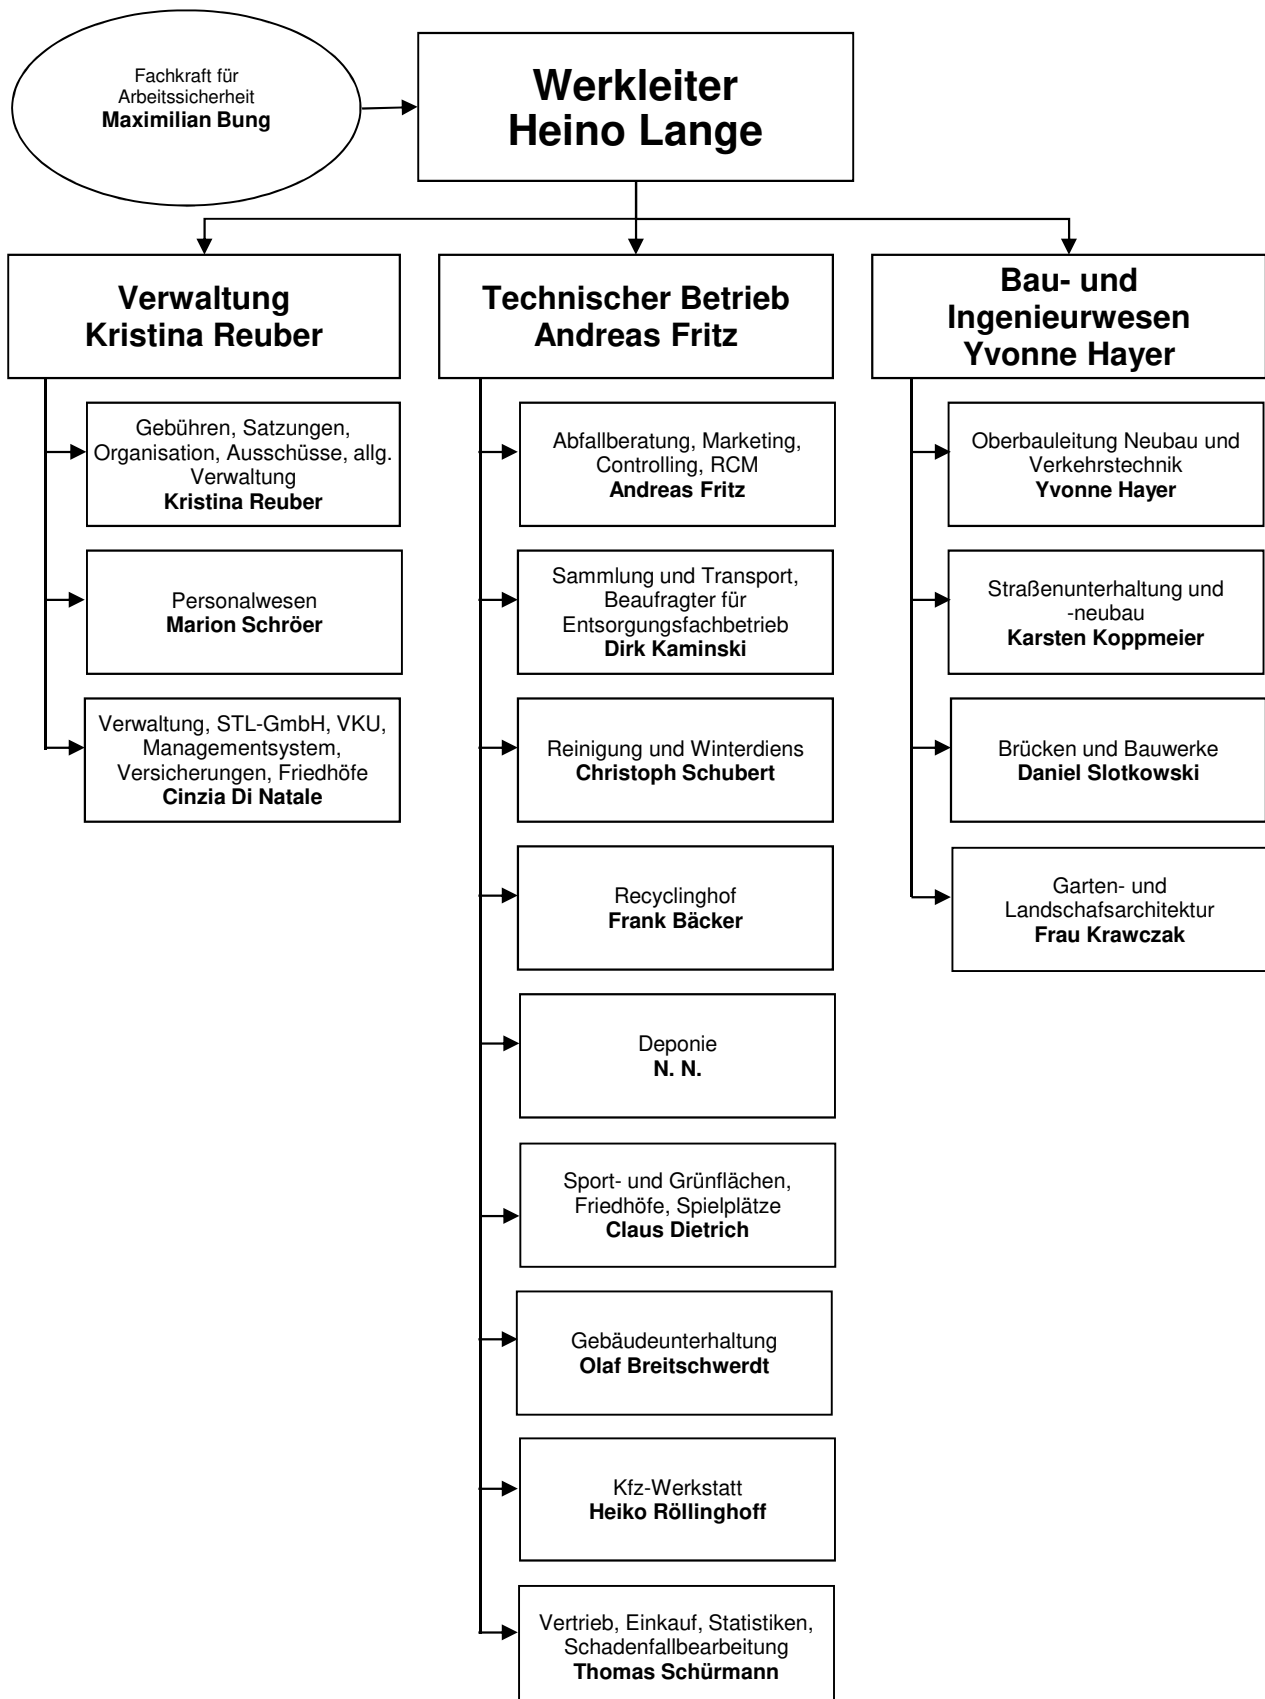 Fachkraft für
Arbeitssicherheit
Maximilian Bung
Werkleiter
Heino Lange
Verwaltung
Kristina Reuber
Gebühren, Satzungen,
Organisation, Ausschüsse, allg.
Verwaltung
Kristina Reuber
Personalwesen
Marion Schröer
Verwaltung, STL-GmbH, VKU,
Managementsystem,
Versicherungen, Friedhöfe
Cinzia Di Natale
Technischer Betrieb
Andreas Fritz
Abfallberatung, Marketing,
Controlling, RCM
Andreas Fritz
Sammlung und Transport,
Beaufragter für
Entsorgungsfachbetrieb
Dirk Kaminski
Reinigung und Winterdiens
Christoph Schubert
Recyclinghof
Frank Bäcker
Deponie
N. N.
Sport- und Grünflächen,
Friedhöfe, Spielplätze
Claus Dietrich
Gebäudeunterhaltung
Olaf Breitschwerdt
Kfz-Werkstatt
Heiko Röllinghoff
Vertrieb, Einkauf, Statistiken,
Schadenfallbearbeitung
Thomas Schürmann
Bau- und
Ingenieurwesen
Yvonne Hayer
Oberbauleitung Neubau und
Verkehrstechnik
Yvonne Hayer
Straßenunterhaltung und
-neubau
Karsten Koppmeier
Brücken und Bauwerke
Daniel Slotkowski
Garten- und
Landschafsarchitektur
Frau Krawczak